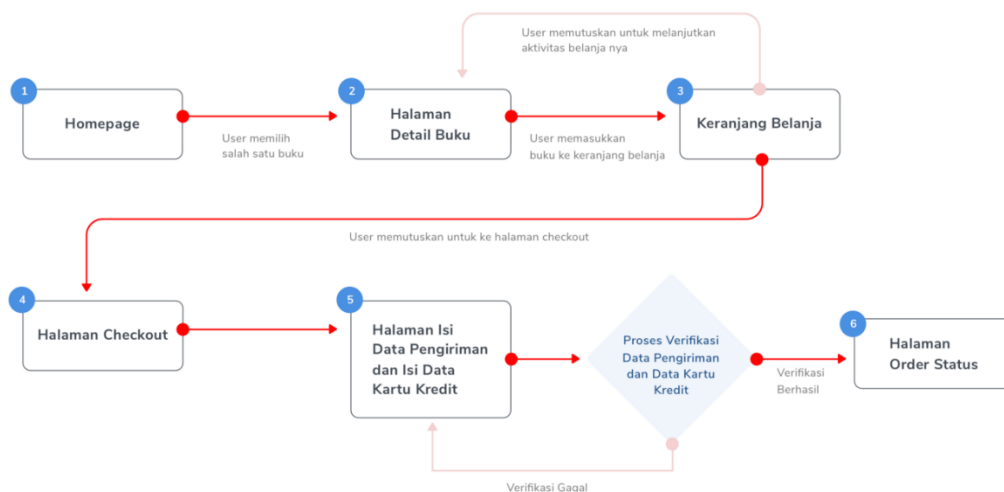 User memutuskan untuk melanjutkan
aktivitas belanja nya
1
Homepage
User memilih
salah satu buku
2
Halaman
Detail Buku
User memasukkan
buku ke keranjang belanja
3
Keranjang Belanja
User memutuskan untuk ke halaman checkout
4
Halaman Checkout
5
Halaman Isi
Data Pengiriman
dan Isi Data
Kartu Kredit
Proses Verifikasi
Data Pengiriman
dan Data Kartu
Kredit
Verifikasi
Berhasil
6
Halaman
Order Status
Verifikasi Gagal